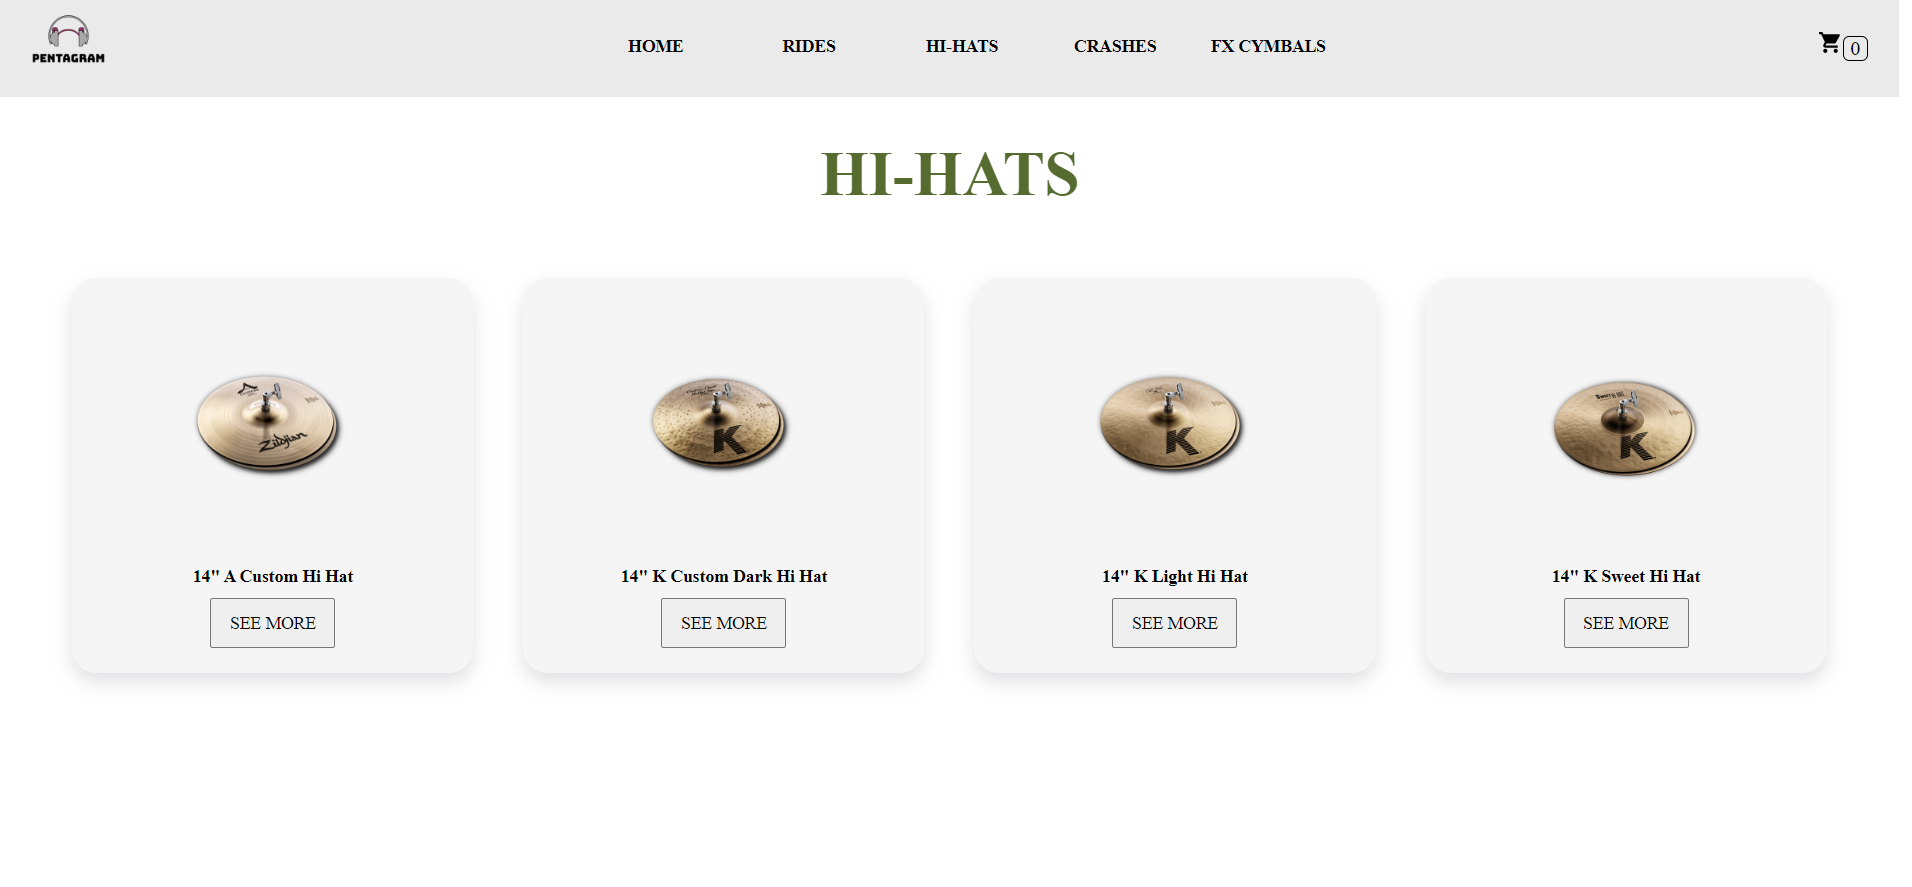 PENTAGRAM
HOME RIDES HI-HATS CRASHES FX CYMBALS
0
HI-HATS
Zildjian
K
K
K
14" A Custom Hi Hat
14" K Custom Dark Hi Hat
14" K Light Hi Hat
14" K Sweet Hi Hat
SEE MORE
SEE MORE
SEE MORE
SEE MORE